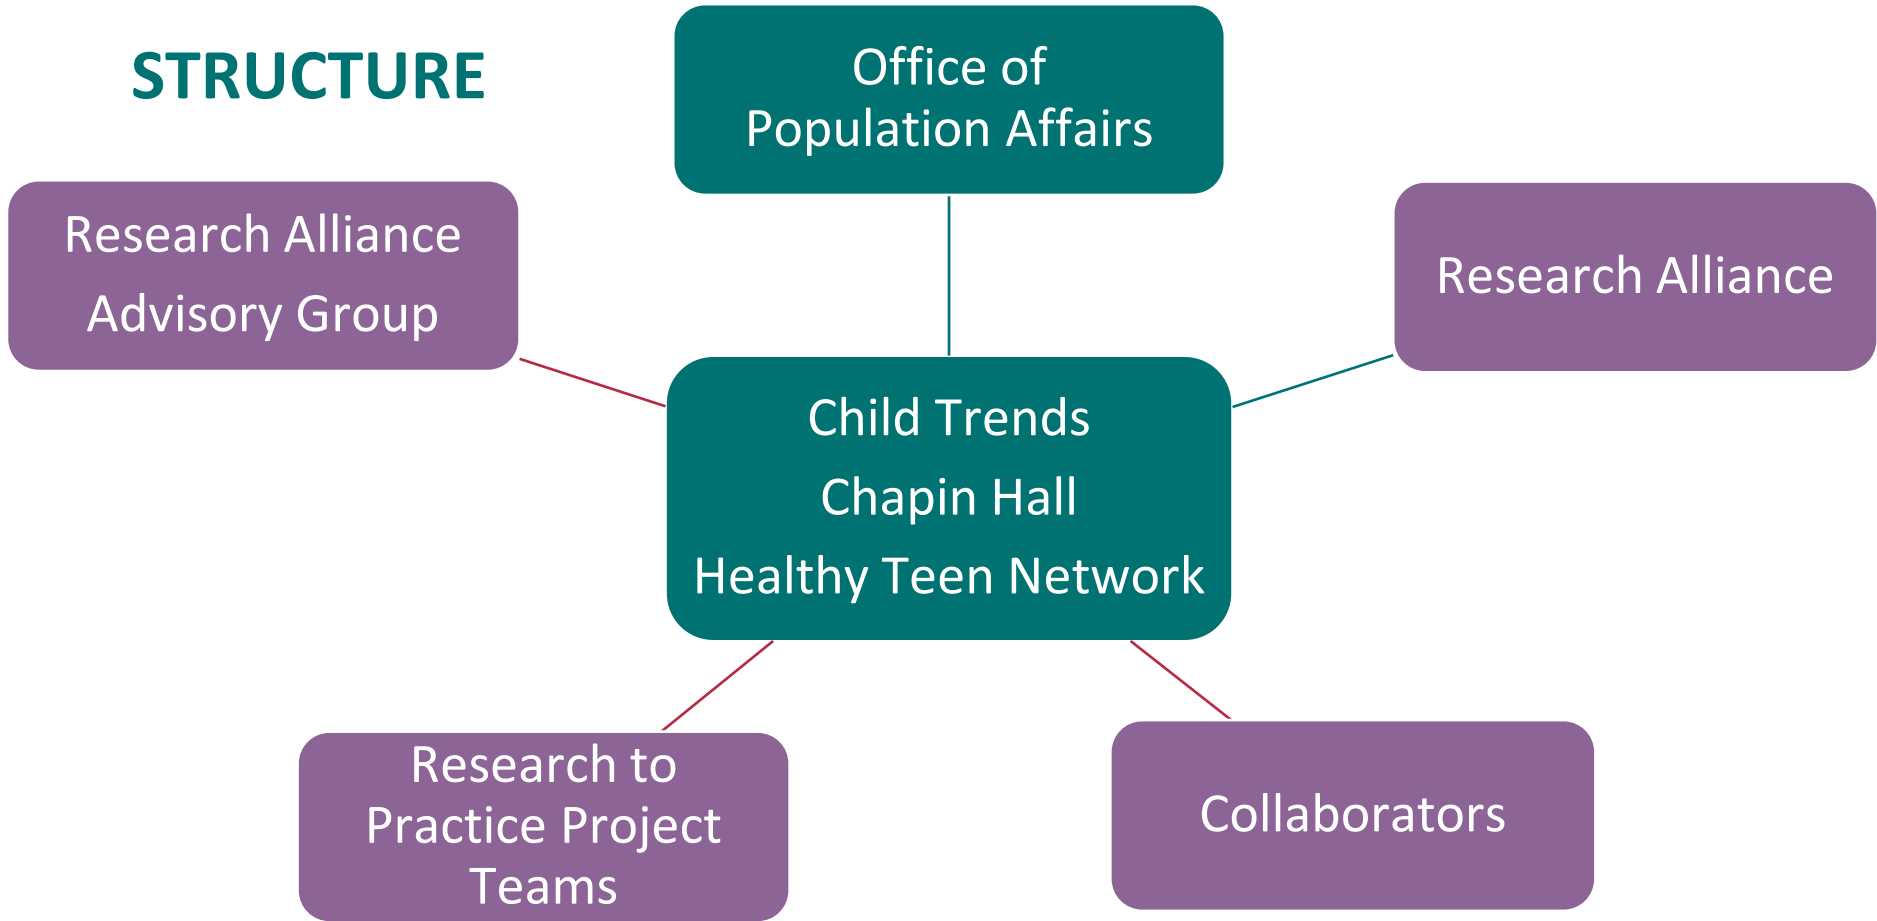 STRUCTURE
Office of
Population Affairs
Research Alliance
Advisory Group
Research Alliance
Child Trends
Chapin Hall
Healthy Teen Network
Research to
Practice Project
Teams
Collaborators